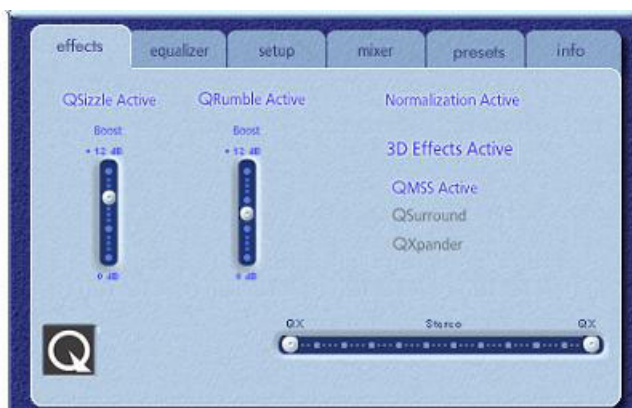 effects equalizer setup mixer presets info
QSizzle Active QRumble Active Normalization Active
Boost Boost
+12 dB +12 dB
3D Effects Active
QMSS Active
QSurround
QXpander
0 dB 0 dB
QX Stereo QX
Q